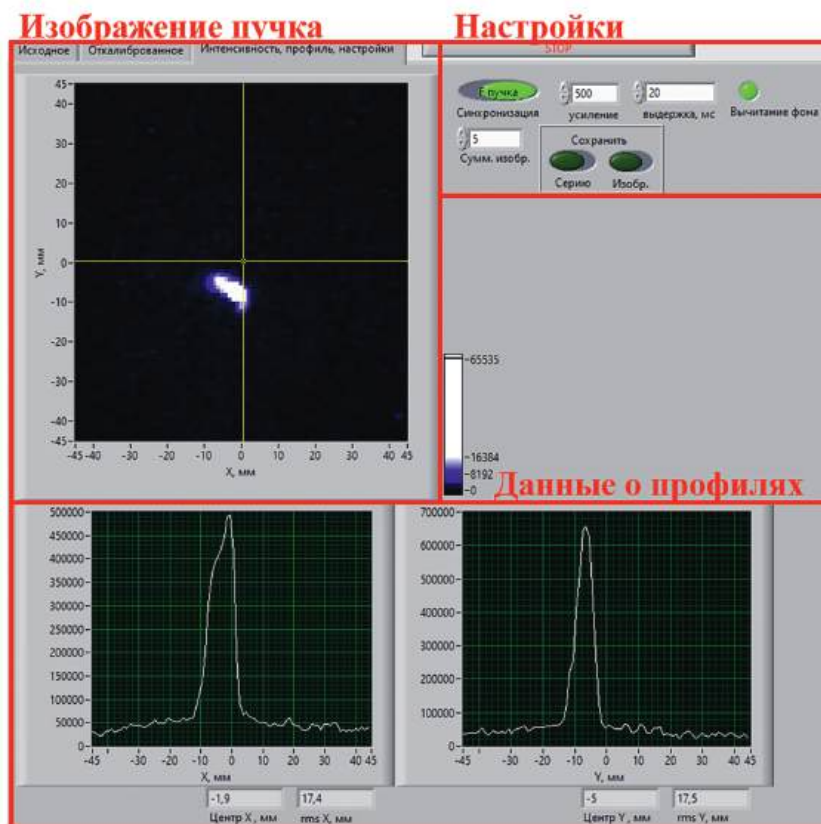 Изображение пучка
Настройки
Исходное
Откалиброванное
Интенсивность, профиль, настройки
STOP
Е пучка
Синхронизация
500
усиление
20
выдержка, мс
Вычитание фона
5
Сумм. изобр.
Сохранить
Серию
Изобр.
45
40
30
20
10
0
-10
-20
-30
-40
-45
Y, мм
-45 -40 -30 -20 -10 0 10 20 30 40 45
X, мм
65535
16384
8192
0
Данные о профилях
500000
450000
400000
350000
300000
250000
200000
150000
100000
50000
0
-45 -30 -20 -10 0 10 20 30 45
X, мм
-1,9
Центр X , мм
17,4
rms X, мм
700000
600000
500000
400000
300000
200000
100000
0
-45 -30 -20 -10 0 10 20 30 40 45
Y, мм
-5
Центр Y , мм
17,5
rms Y, мм